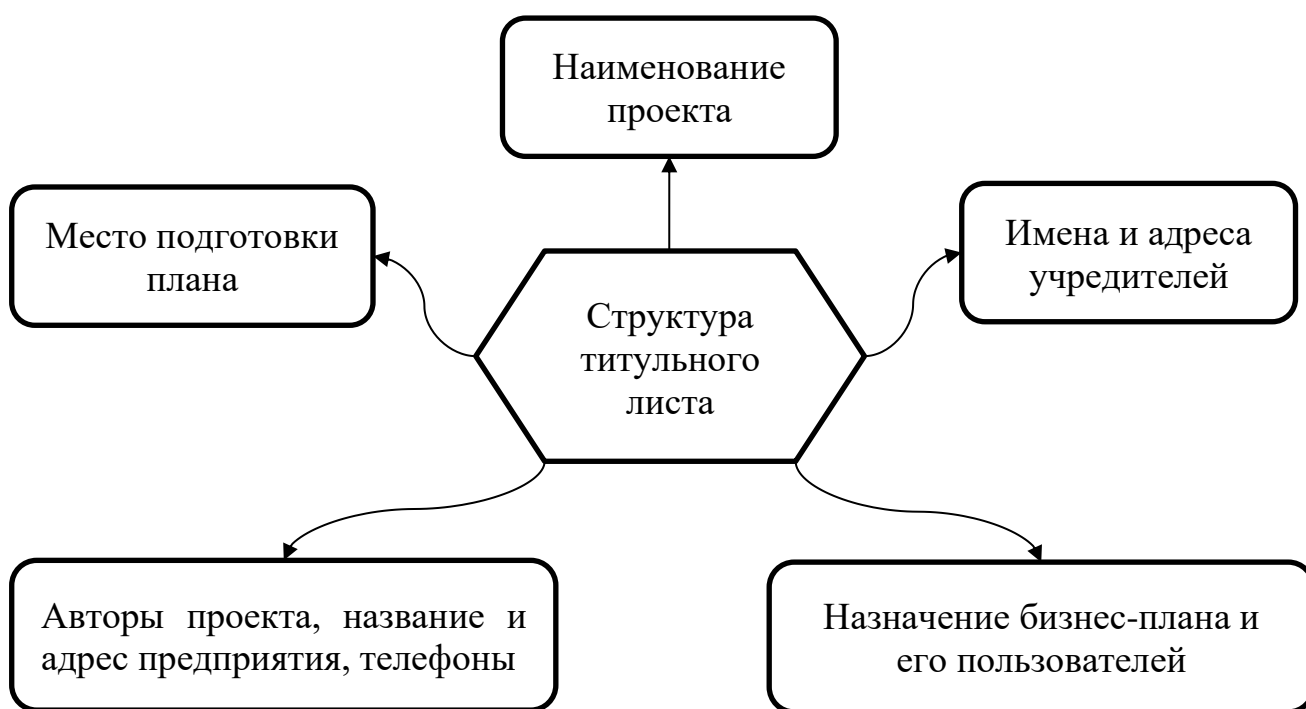 Наименование
проекта
Место подготовки
плана
Имена и адреса
учредителей
Структура
титульного
листа
Авторы проекта, название и
адрес предприятия, телефоны
Назначение бизнес-плана и
его пользователей